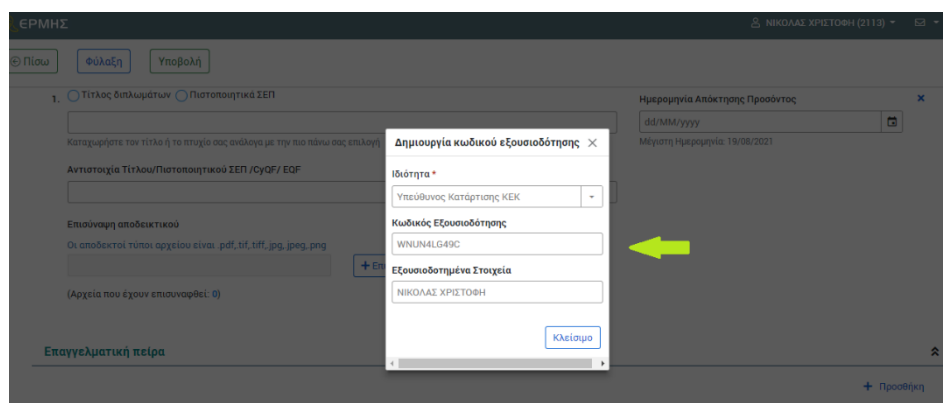 ΕΡΜΗΣ
ΝΙΚΟΛΑΣ ΧΡΙΣΤΟΦΗ (2113)
Πίσω
Φύλαξη
Υποβολή
1. Τίτλος διπλωμάτων Πιστοποιητικά ΣΕΠ
Ημερομηνία Απόκτησης Προσόντος
dd/MM/yyyy
Καταχωρήστε τον τίτλο ή το πτυχίο σας ανάλογα με την πιο πάνω σας επιλογή
Μέγιστη Ημερομηνία: 19/08/2021
Αντιστοιχία Τίτλου/Πιστοποιητικού ΣΕΠ /CyQF/ EQF
Επισύναψη αποδεικτικού
Οι αποδεκτοί τύποι αρχείου είναι .pdf, tif, tiff, jpg, jpeg, png
(Αρχεία που έχουν επισυναφθεί: 0)
Δημιουργία κωδικού εξουσιοδότησης
Ιδιότητα *
Υπεύθυνος Κατάρτισης ΚΕΚ
Κωδικός Εξουσιοδότησης
WNUN4LG49C
Εξουσιοδοτημένα Στοιχεία
ΝΙΚΟΛΑΣ ΧΡΙΣΤΟΦΗ
Κλείσιμο
Επαγγελματική πείρα
+ Προσθήκη